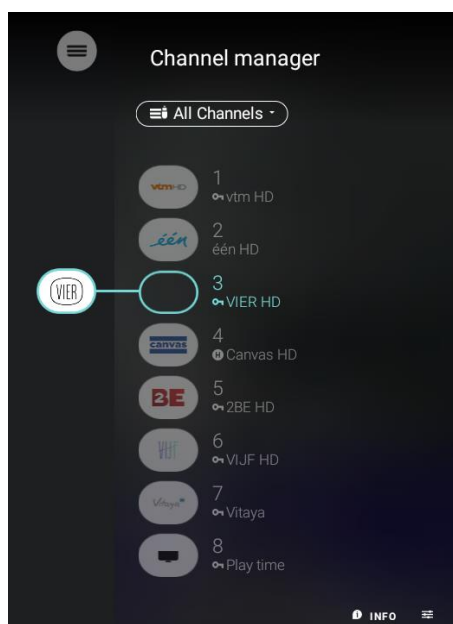 Channel manager
All Channels
vtm HD
1
vtm HD
één
2
één HD
VIER
3
VIER HD
canvas
4
H Canvas HD
2BE
5
2BE HD
VIJF
6
VIJF HD
Vitaya
7
Vitaya
8
Play time
INFO